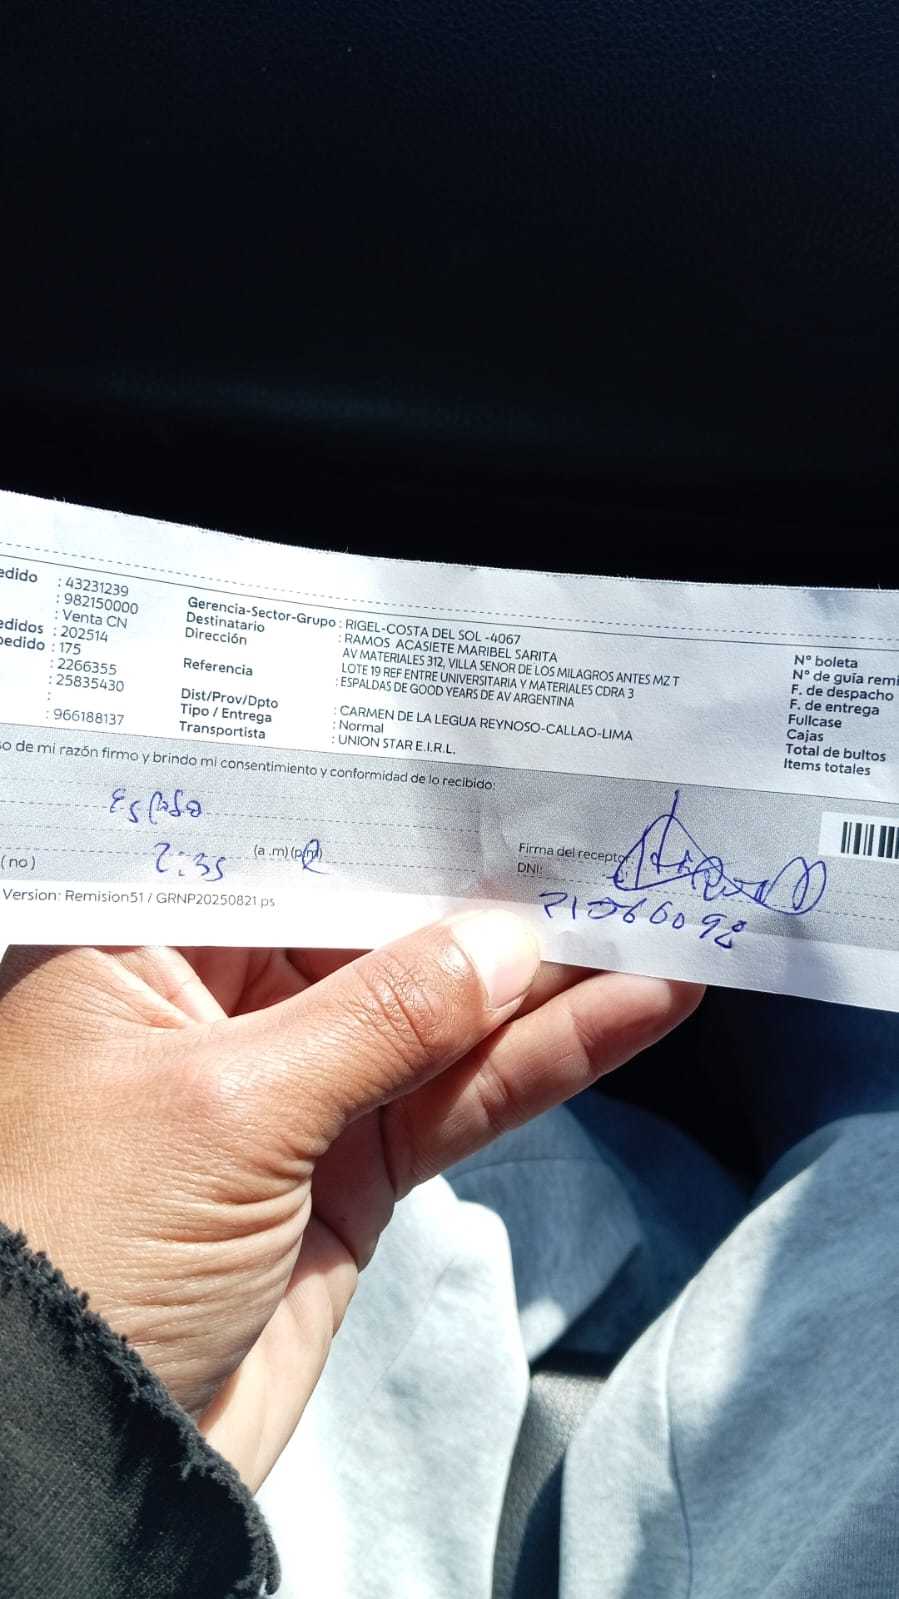 edido : 43231239
: 982150000
: Venta CN
edidos : 202514
pedido : 175
: 2266355
: 25835430
:
: 966188137
Gerencia-Sector-Grupo : RIGEL-COSTA DEL SOL -4067
Destinatario : RAMOS ACASIETE MARIBEL SARITA
Dirección AV MATERIALES 312, VILLA SENOR DE LOS MILAGROS ANTES MZ T
LOTE 19 REF ENTRE UNIVERSITARIA Y MATERIALES CDRA 3
Referencia : ESPALDAS DE GOOD YEARS DE AV ARGENTINA
Dist/Prov/Dpto : CARMEN DE LA LEGUA REYNOSO-CALLAO-LIMA
Tipo / Entrega : Normal
Transportista : UNION STAR E.I.R.L.
N° boleta
N° de guía remi
F. de despacho
F. de entrega
Fullcase
Cajas
Total de bultos
Items totales
so de mi razón firmo y brindo mi consentimiento y conformidad de lo recibido:
Esposo
( no ) 2:35 (a .m) (p.m)
Firma del receptor
DNI:
Version: Remision51 / GRNP20250821.ps